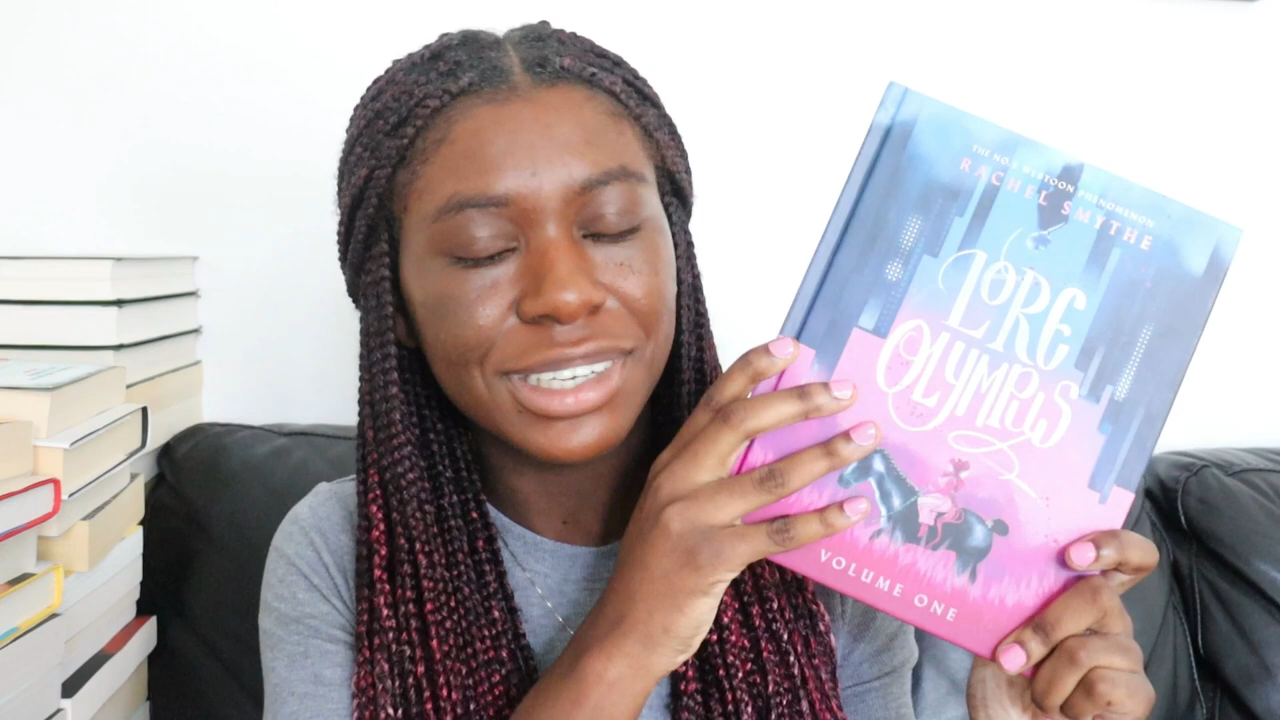 THE NO.1 WEBTOON PHENOMENON
RACHEL SMYTHE
LORE
OLYMPUS
VOLUME ONE